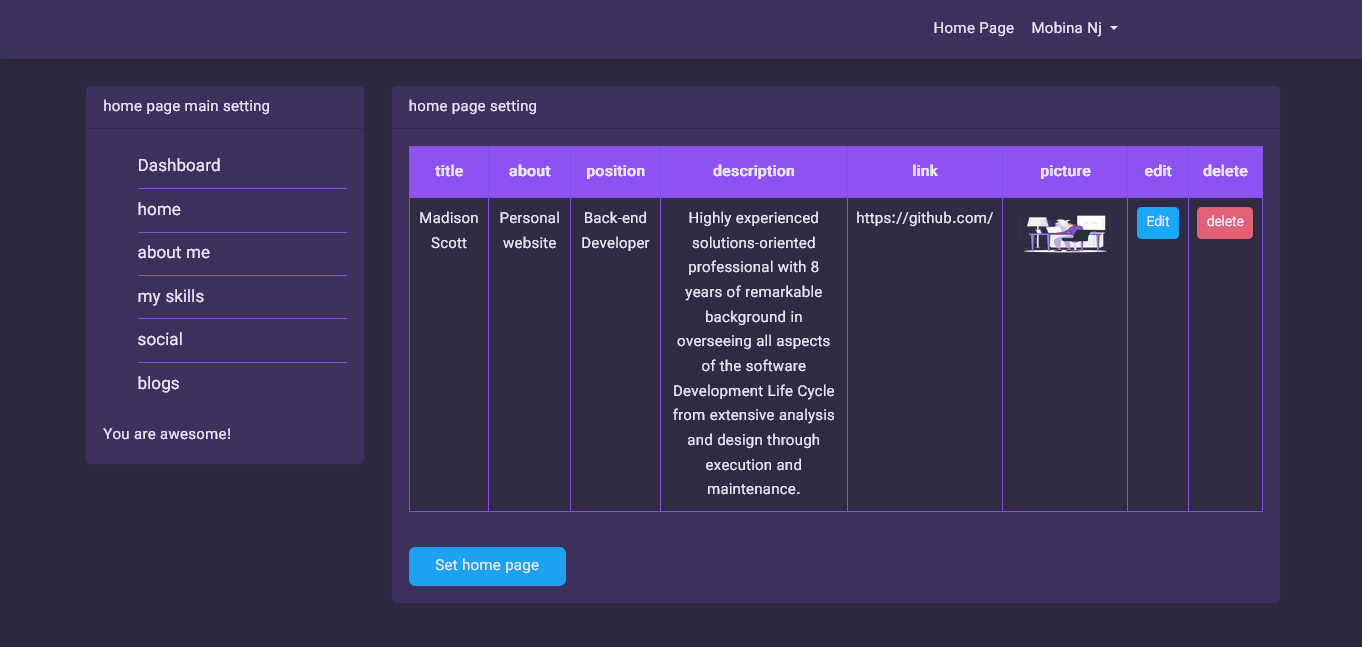 Home Page Mobina Nj
home page main setting
Dashboard
home
about me
my skills
social
blogs
You are awesome!
home page setting
title about position description link picture edit delete
Madison
Scott
Personal
website
Back-end
Developer
Highly experienced
solutions-oriented
professional with 8
years of remarkable
background in
overseeing all aspects
of the software
Development Life Cycle
from extensive analysis
and design through
execution and
maintenance.
https://github.com/
Edit
delete
Set home page